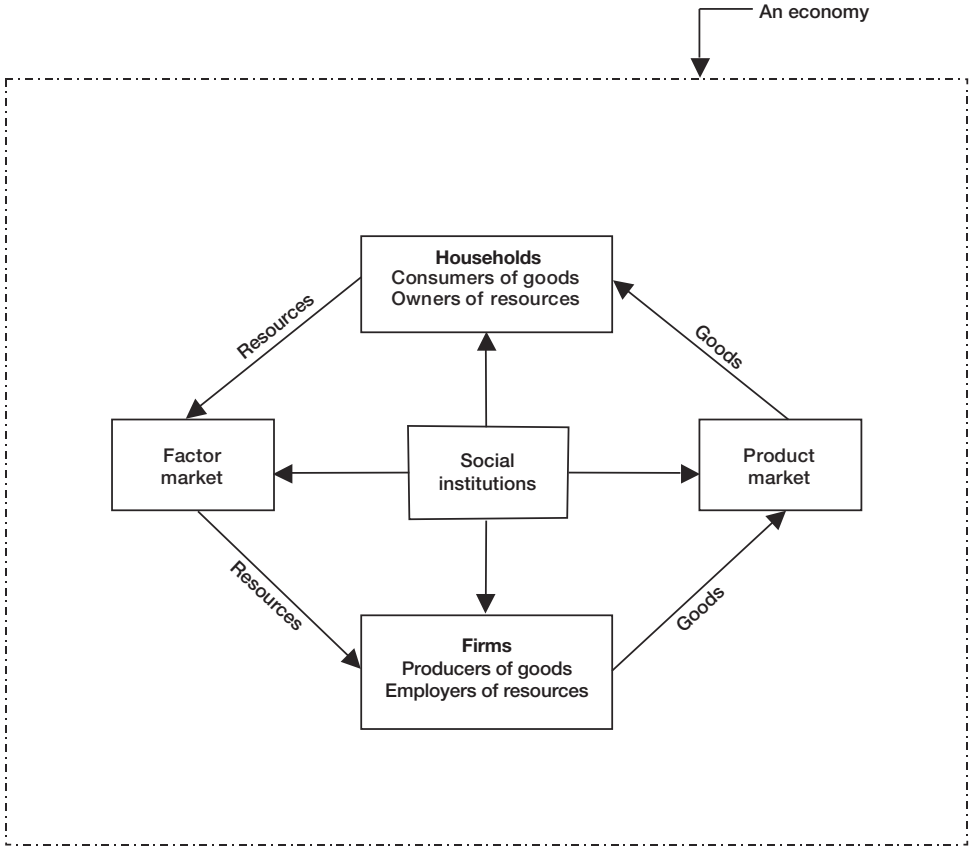 An economy
Households
Consumers of goods
Owners of resources
Resources
Goods
Factor
market
Social
institutions
Product
market
Resources
Goods
Firms
Producers of goods
Employers of resources